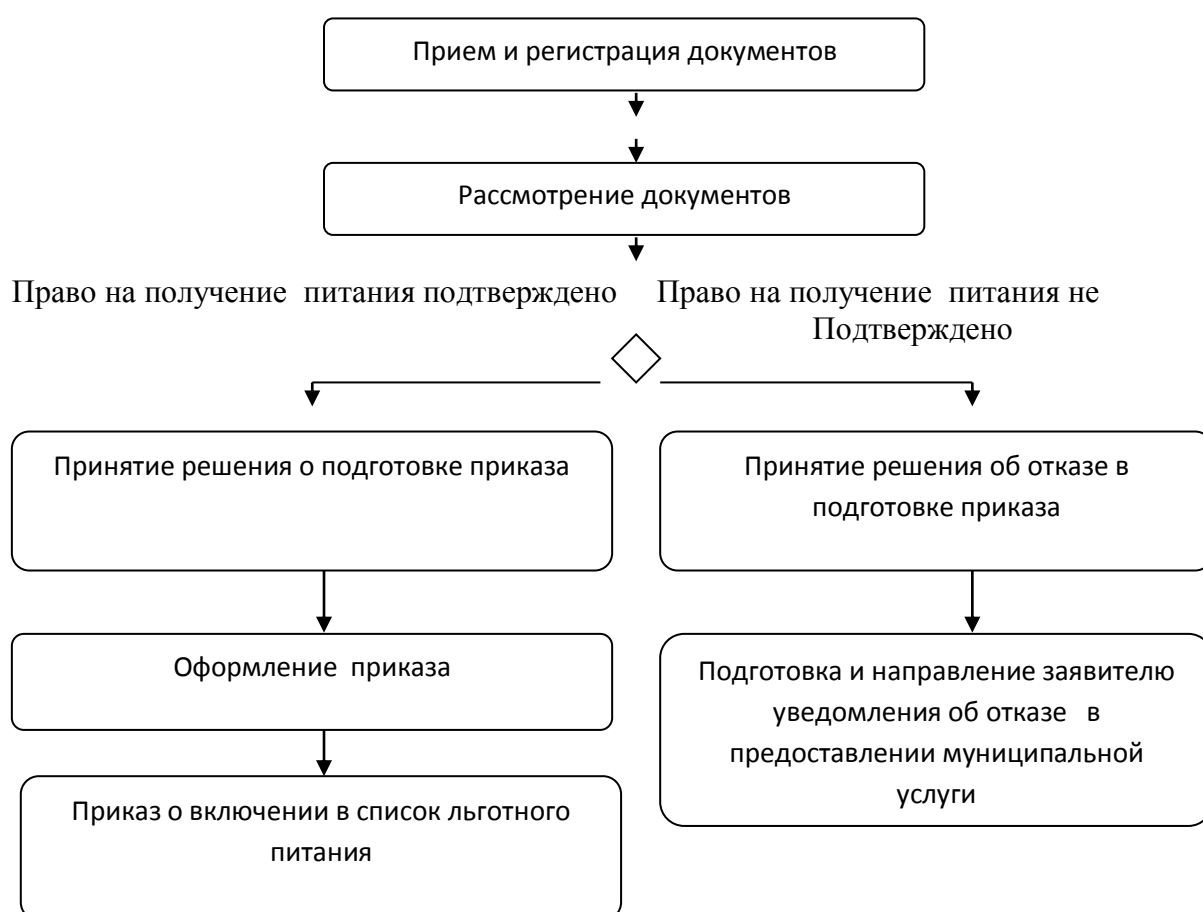 Прием и регистрация документов
Рассмотрение документов
Право на получение  питания подтверждено
Право на получение  питания не
Подтверждено
Принятие решения о подготовке приказа
Принятие решения об отказе в
подготовке приказа
Оформление  приказа
Подготовка и направление заявителю
уведомления об отказе   в
предоставлении муниципальной
услуги
Приказ о включении в список льготного
питания